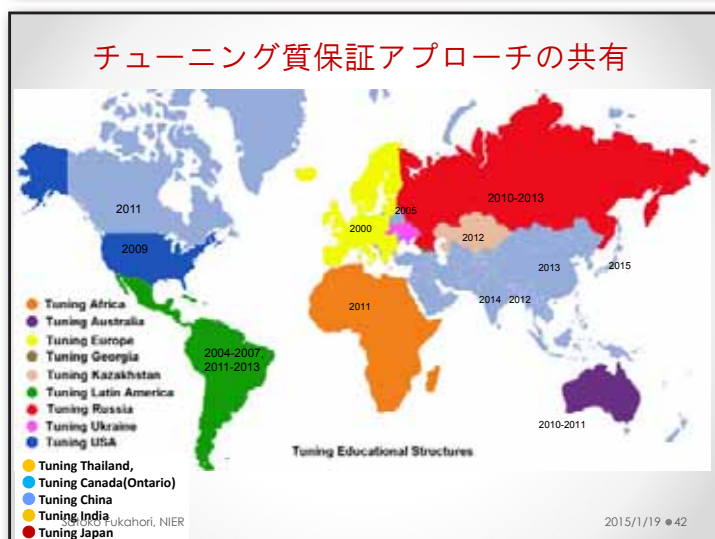 チューニング質保証アプローチの共有
2011
2009
2004-2007,
2011-2013
2000
2005
2010-2013
2012
2011
2013
2015
2014
2012
2010-2011
Tuning Africa
Tuning Australia
Tuning Europe
Tuning Georgia
Tuning Kazakhstan
Tuning Latin America
Tuning Russia
Tuning Ukraine
Tuning USA
Tuning Educational Structures
Tuning Thailand,
Tuning Canada(Ontario)
Tuning China
Tuning India
Tuning Japan
Satoko Fukahori, NIER
2015/1/19
42